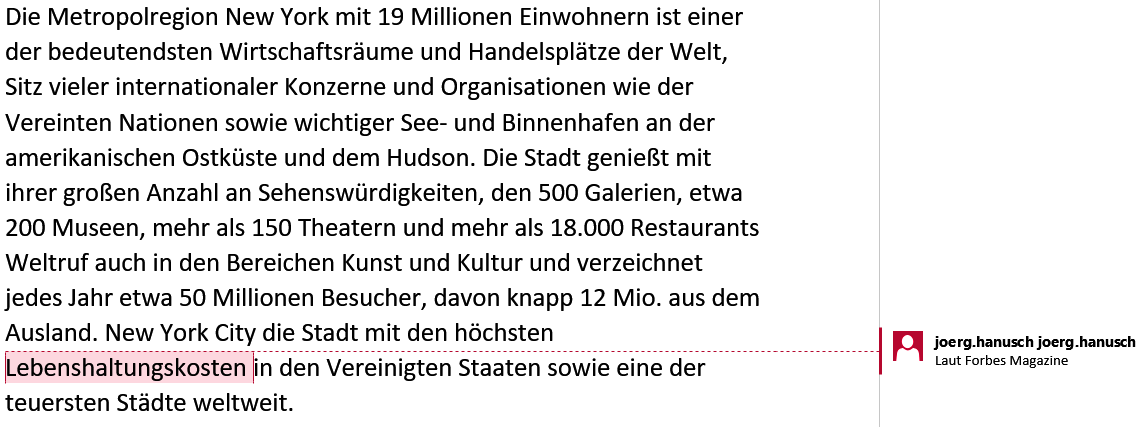 Die Metropolregion New York mit 19 Millionen Einwohnern ist einer
der bedeutendsten Wirtschaftsräume und Handelsplätze der Welt,
Sitz vieler internationaler Konzerne und Organisationen wie der
Vereinten Nationen sowie wichtiger See- und Binnenhafen an der
amerikanischen Ostküste und dem Hudson. Die Stadt genießt mit
ihrer großen Anzahl an Sehenswürdigkeiten, den 500 Galerien, etwa
200 Museen, mehr als 150 Theatern und mehr als 18.000 Restaurants
Weltruf auch in den Bereichen Kunst und Kultur und verzeichnet
jedes Jahr etwa 50 Millionen Besucher, davon knapp 12 Mio. aus dem
Ausland. New York City die Stadt mit den höchsten
Lebenshaltungskosten in den Vereinigten Staaten sowie eine der
teuersten Städte weltweit.
joerg.hanusch joerg.hanusch
Laut Forbes Magazine